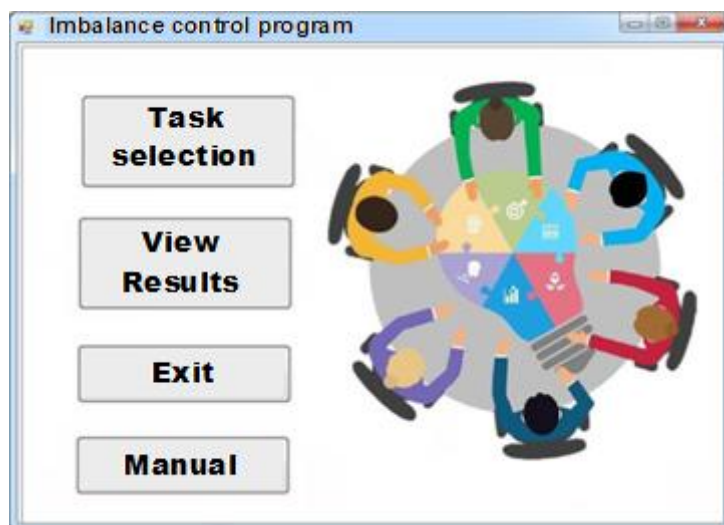 Imbalance control program
Task
selection
View
Results
Exit
Manual